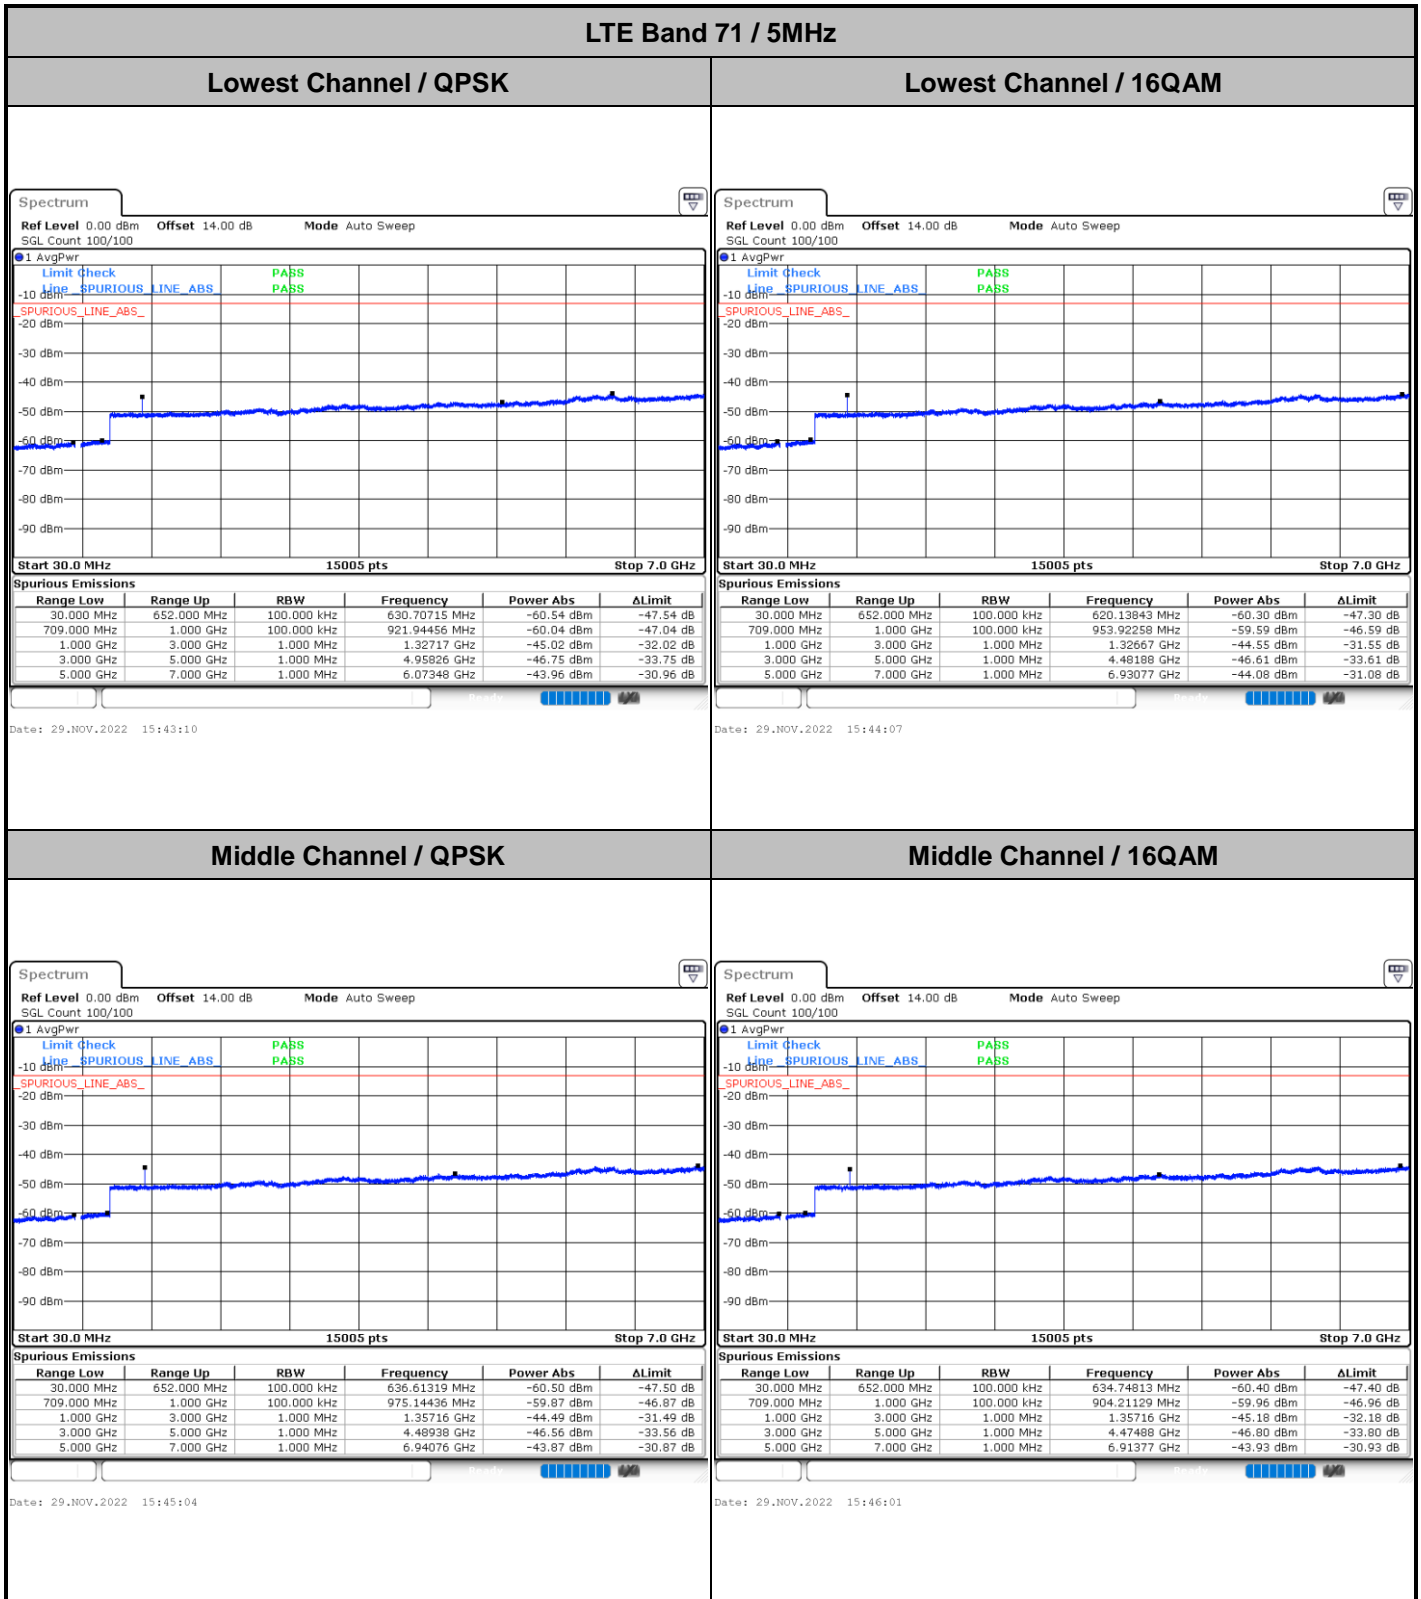 LTE Band 71 / 5MHz
Lowest Channel / QPSK
Lowest Channel / 16QAM
Spectrum
Ref Level 0.00 dBm Offset 14.00 dB Mode Auto Sweep
SGL Count 100/100
1 AvgPwr
Limit Check PASS
Line _SPURIOUS_LINE_ABS_ PASS
-10 dBm
_SPURIOUS_LINE_ABS_
-20 dBm
-30 dBm
-40 dBm
-50 dBm
-60 dBm
-70 dBm
-80 dBm
-90 dBm
Start 30.0 MHz 15005 pts Stop 7.0 GHz
Spurious Emissions
Range Low Range Up RBW Frequency Power Abs ΔLimit
30.000 MHz 652.000 MHz 100.000 kHz 630.70715 MHz -60.54 dBm -47.54 dB
709.000 MHz 1.000 GHz 100.000 kHz 921.94456 MHz -60.04 dBm -47.04 dB
1.000 GHz 3.000 GHz 1.000 MHz 1.32717 GHz -45.02 dBm -32.02 dB
3.000 GHz 5.000 GHz 1.000 MHz 4.95826 GHz -46.75 dBm -33.75 dB
5.000 GHz 7.000 GHz 1.000 MHz 6.07348 GHz -43.96 dBm -30.96 dB
Ready
Date: 29.NOV.2022 15:43:10
Spectrum
Ref Level 0.00 dBm Offset 14.00 dB Mode Auto Sweep
SGL Count 100/100
1 AvgPwr
Limit Check PASS
Line _SPURIOUS_LINE_ABS_ PASS
-10 dBm
_SPURIOUS_LINE_ABS_
-20 dBm
-30 dBm
-40 dBm
-50 dBm
-60 dBm
-70 dBm
-80 dBm
-90 dBm
Start 30.0 MHz 15005 pts Stop 7.0 GHz
Spurious Emissions
Range Low Range Up RBW Frequency Power Abs ΔLimit
30.000 MHz 652.000 MHz 100.000 kHz 620.13843 MHz -60.30 dBm -47.30 dB
709.000 MHz 1.000 GHz 100.000 kHz 953.92258 MHz -59.59 dBm -46.59 dB
1.000 GHz 3.000 GHz 1.000 MHz 1.32667 GHz -44.55 dBm -31.55 dB
3.000 GHz 5.000 GHz 1.000 MHz 4.48188 GHz -46.61 dBm -33.61 dB
5.000 GHz 7.000 GHz 1.000 MHz 6.93077 GHz -44.08 dBm -31.08 dB
Ready
Date: 29.NOV.2022 15:44:07
Middle Channel / QPSK
Middle Channel / 16QAM
Spectrum
Ref Level 0.00 dBm Offset 14.00 dB Mode Auto Sweep
SGL Count 100/100
1 AvgPwr
Limit Check PASS
Line _SPURIOUS_LINE_ABS_ PASS
-10 dBm
_SPURIOUS_LINE_ABS_
-20 dBm
-30 dBm
-40 dBm
-50 dBm
-60 dBm
-70 dBm
-80 dBm
-90 dBm
Start 30.0 MHz 15005 pts Stop 7.0 GHz
Spurious Emissions
Range Low Range Up RBW Frequency Power Abs ΔLimit
30.000 MHz 652.000 MHz 100.000 kHz 636.61319 MHz -60.50 dBm -47.50 dB
709.000 MHz 1.000 GHz 100.000 kHz 975.14436 MHz -59.87 dBm -46.87 dB
1.000 GHz 3.000 GHz 1.000 MHz 1.35716 GHz -44.49 dBm -31.49 dB
3.000 GHz 5.000 GHz 1.000 MHz 4.48938 GHz -46.56 dBm -33.56 dB
5.000 GHz 7.000 GHz 1.000 MHz 6.94076 GHz -43.87 dBm -30.87 dB
Ready
Date: 29.NOV.2022 15:45:04
Spectrum
Ref Level 0.00 dBm Offset 14.00 dB Mode Auto Sweep
SGL Count 100/100
1 AvgPwr
Limit Check PASS
Line _SPURIOUS_LINE_ABS_ PASS
-10 dBm
_SPURIOUS_LINE_ABS_
-20 dBm
-30 dBm
-40 dBm
-50 dBm
-60 dBm
-70 dBm
-80 dBm
-90 dBm
Start 30.0 MHz 15005 pts Stop 7.0 GHz
Spurious Emissions
Range Low Range Up RBW Frequency Power Abs ΔLimit
30.000 MHz 652.000 MHz 100.000 kHz 634.74813 MHz -60.40 dBm -47.40 dB
709.000 MHz 1.000 GHz 100.000 kHz 904.21129 MHz -59.96 dBm -46.96 dB
1.000 GHz 3.000 GHz 1.000 MHz 1.35716 GHz -45.18 dBm -32.18 dB
3.000 GHz 5.000 GHz 1.000 MHz 4.47488 GHz -46.80 dBm -33.80 dB
5.000 GHz 7.000 GHz 1.000 MHz 6.91377 GHz -43.93 dBm -30.93 dB
Ready
Date: 29.NOV.2022 15:46:01